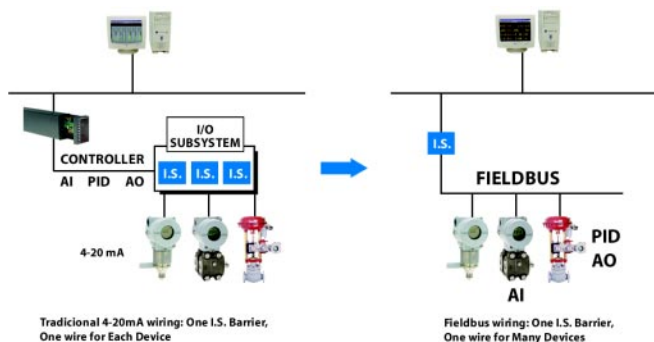 I/O
SUBSYSTEM
CONTROLLER
AI PID AO
I.S. I.S. I.S.
4-20 mA
Tradicional 4-20mA wiring: One I.S. Barrier,
One wire for Each Device
I.S.
FIELDBUS
PID
AO
AI
Fieldbus wiring: One I.S. Barrier,
One wire for Many Devices